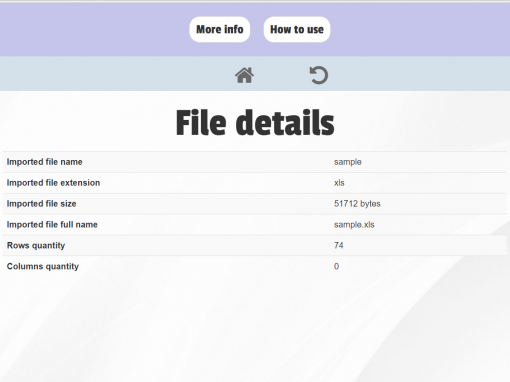 More info How to use
File details
Imported file name sample
Imported file extension xls
Imported file size 51712 bytes
Imported file full name sample.xls
Rows quantity 74
Columns quantity 0